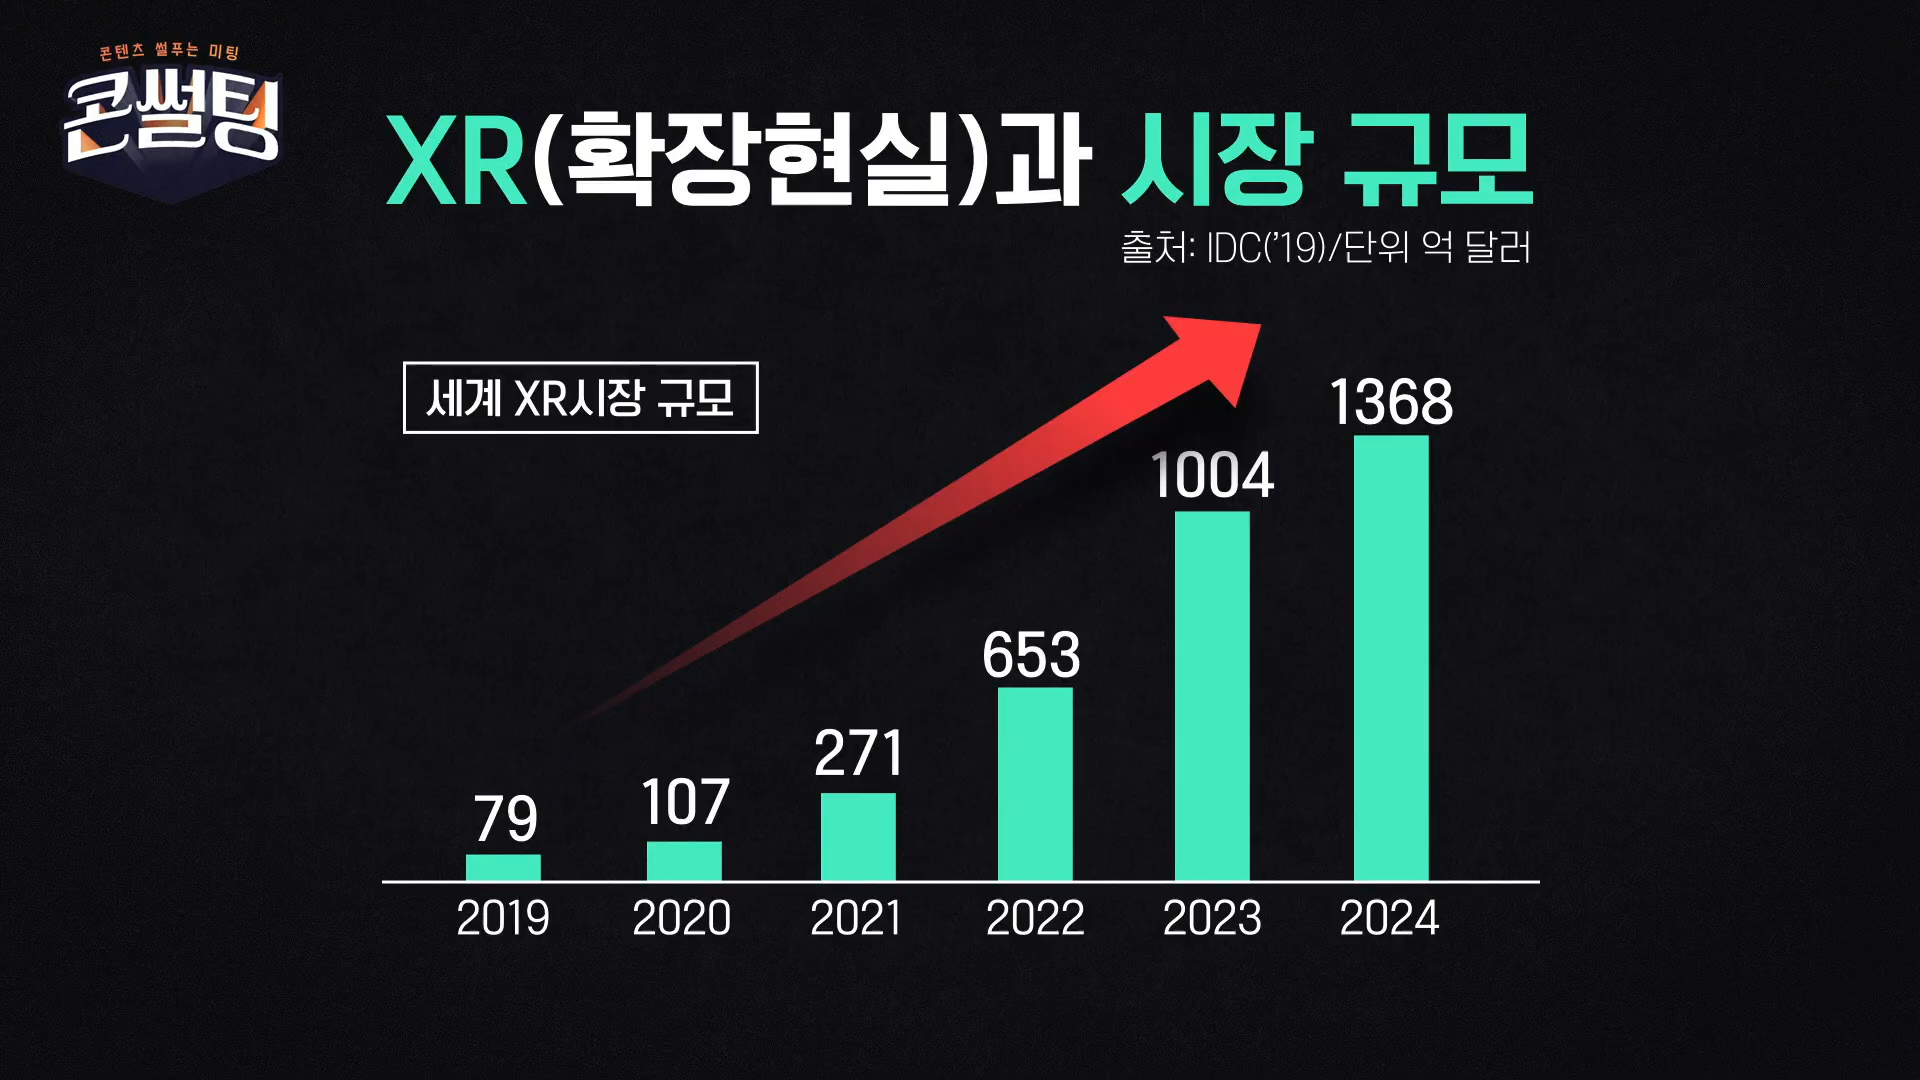 콘텐츠 썰푸는 미팅
콘썰팅
XR(확장현실)과 시장 규모
출처: IDC('19)/단위 억 달러
세계 XR시장 규모
79
107
271
653
1004
1368
2019
2020
2021
2022
2023
2024